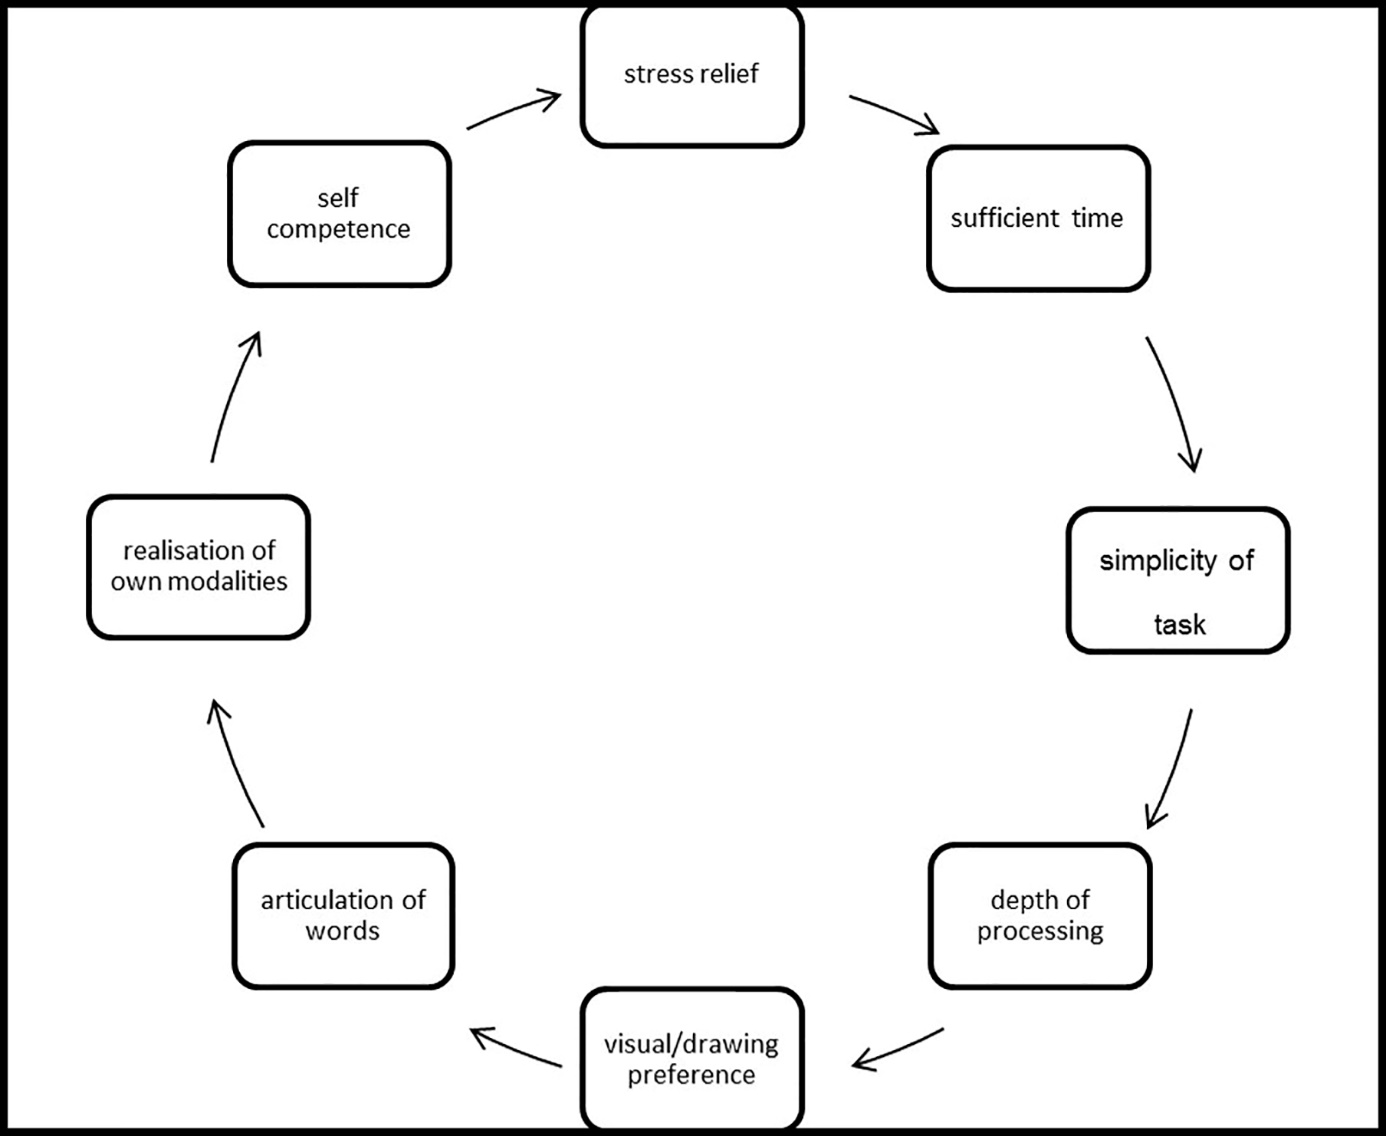 stress relief
sufficient time
simplicity of
task
depth of
processing
visual/drawing
preference
articulation of
words
realisation of
own modalities
self
competence